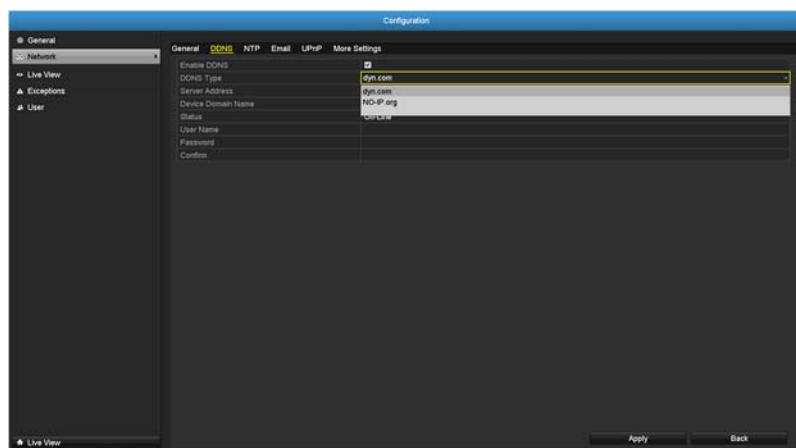 Configuration
General
Network
Live View
Exceptions
User
General DDNS NTP Email UPnP More Settings
Enable DDNS
DDNS Type dyn.com
Server Address dyn.com
Device Domain Name NO-IP.org
Status
User Name
Password
Confirm
Live View
Apply Back